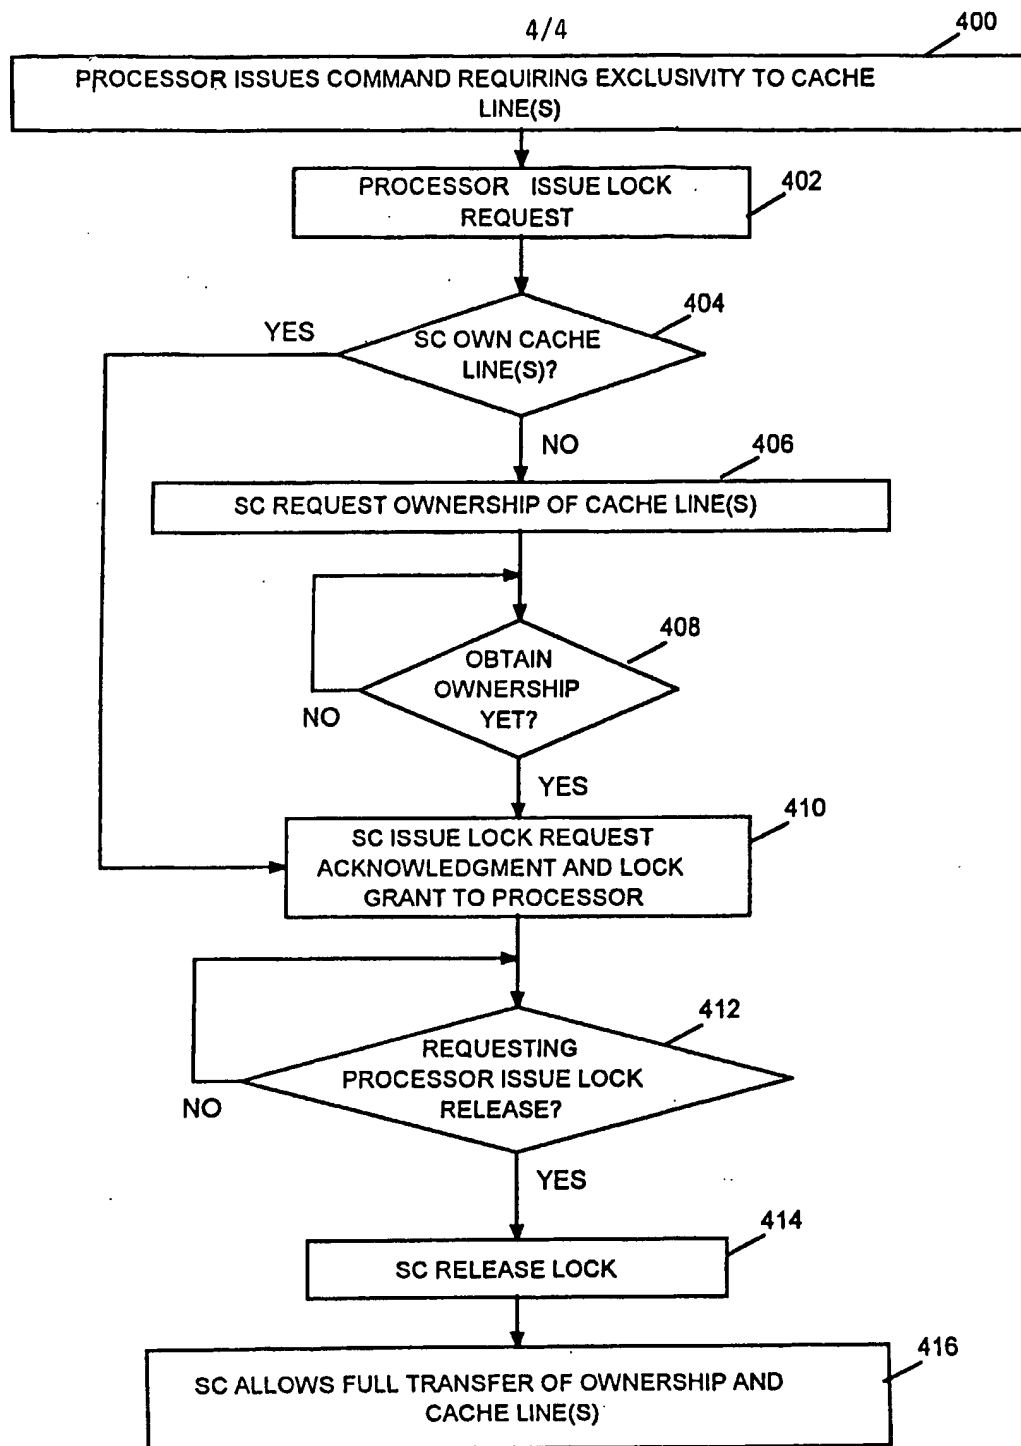 4/4
400
PROCESSOR ISSUES COMMAND REQUIRING EXCLUSIVITY TO CACHE
LINE(S)
PROCESSOR ISSUE LOCK
REQUEST
402
404
YES
SC OWN CACHE
LINE(S)?
NO
406
SC REQUEST OWNERSHIP OF CACHE LINE(S)
408
OBTAIN
OWNERSHIP
YET?
NO
YES
410
SC ISSUE LOCK REQUEST
ACKNOWLEDGMENT AND LOCK
GRANT TO PROCESSOR
412
REQUESTING
PROCESSOR ISSUE LOCK
RELEASE?
NO
YES
414
SC RELEASE LOCK
416
SC ALLOWS FULL TRANSFER OF OWNERSHIP AND
CACHE LINE(S)